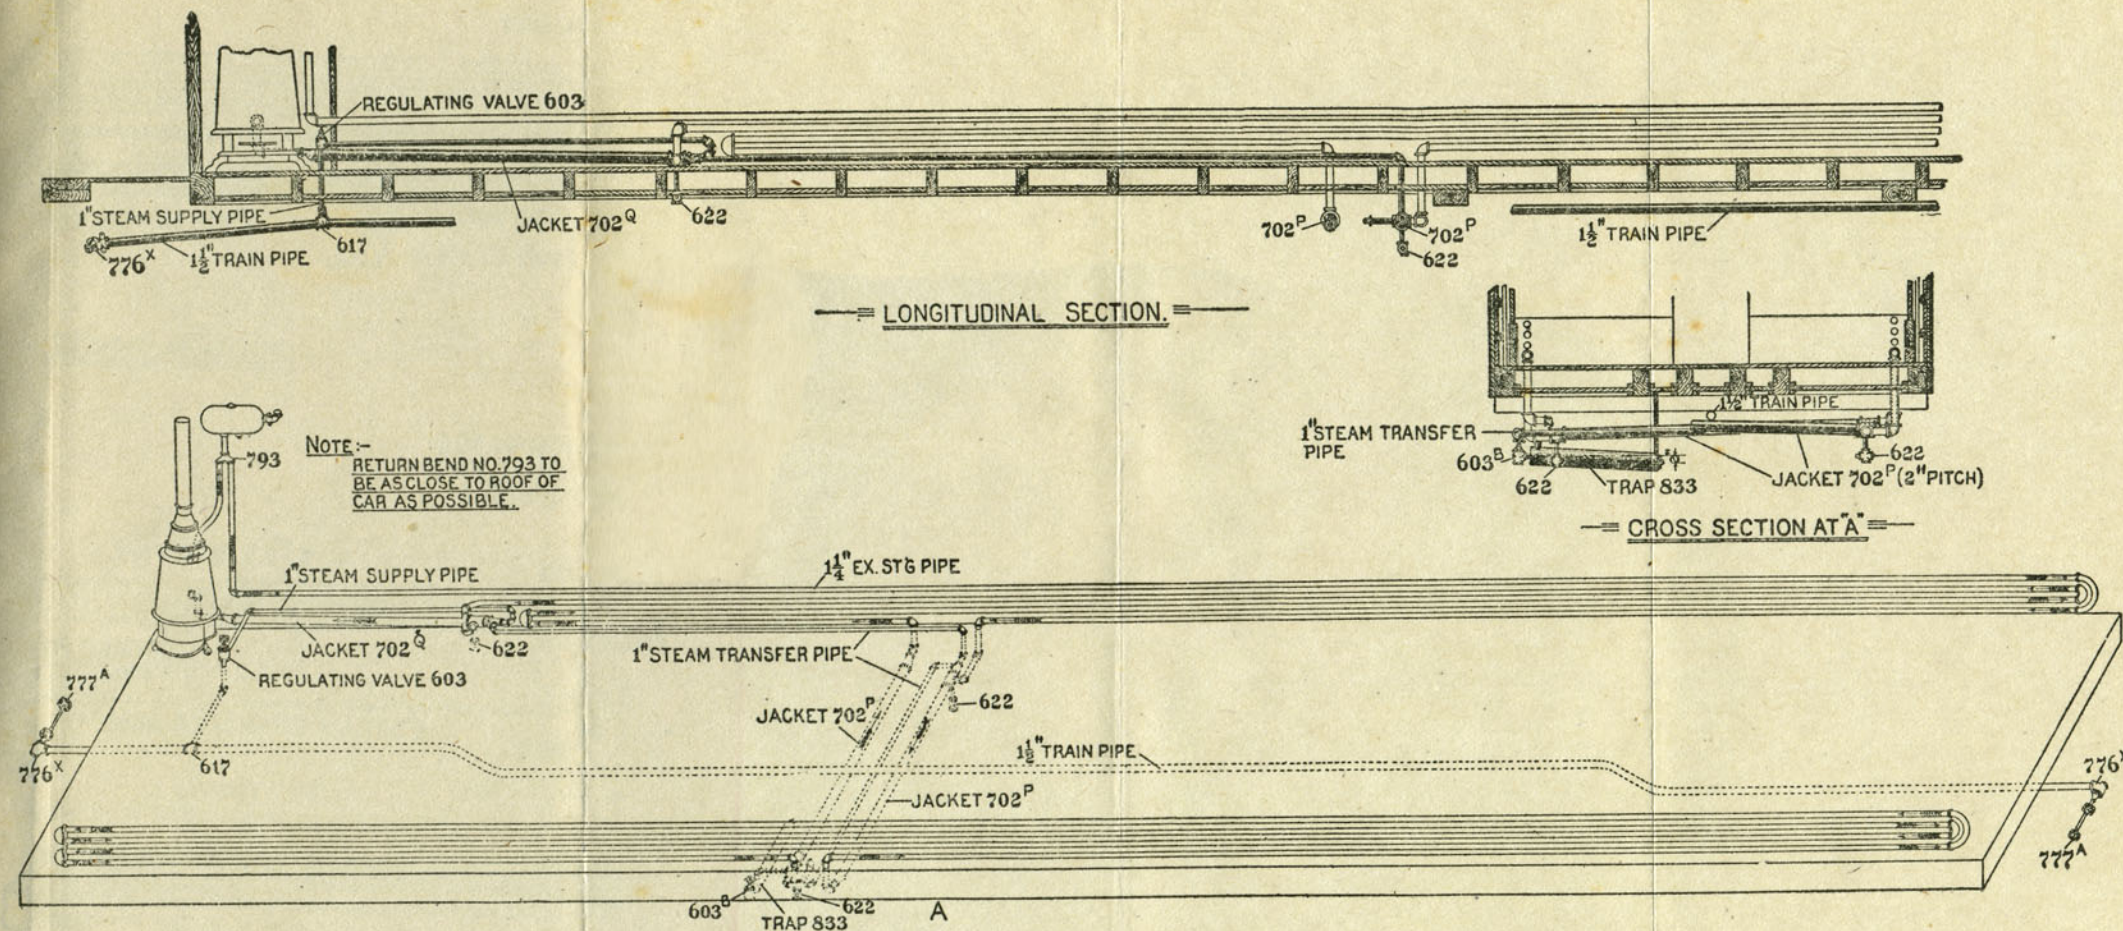 REGULATING VALVE 603
1" STEAM SUPPLY PIPE
776X
1½" TRAIN PIPE
617
JACKET 702Q
622
702P
702P
622
1½" TRAIN PIPE
LONGITUDINAL SECTION.
1½" TRAIN PIPE
1" STEAM TRANSFER
PIPE
603B
622
TRAP 833
622
JACKET 702P (2" PITCH)
CROSS SECTION AT "A"
793
NOTE:-
RETURN BEND NO. 793 TO
BE AS CLOSE TO ROOF OF
CAR AS POSSIBLE.
1" STEAM SUPPLY PIPE
1¼" EX. STG PIPE
JACKET 702Q
622
1" STEAM TRANSFER PIPE
REGULATING VALVE 603
777A
776X
617
JACKET 702P
622
1½" TRAIN PIPE
JACKET 702P
776X
777A
603B
TRAP 833
622
A